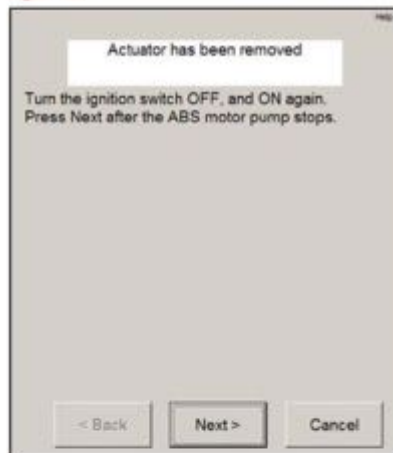 Help
Actuator has been removed
Turn the ignition switch OFF, and ON again.
Press Next after the ABS motor pump stops.
< Back
Next >
Cancel